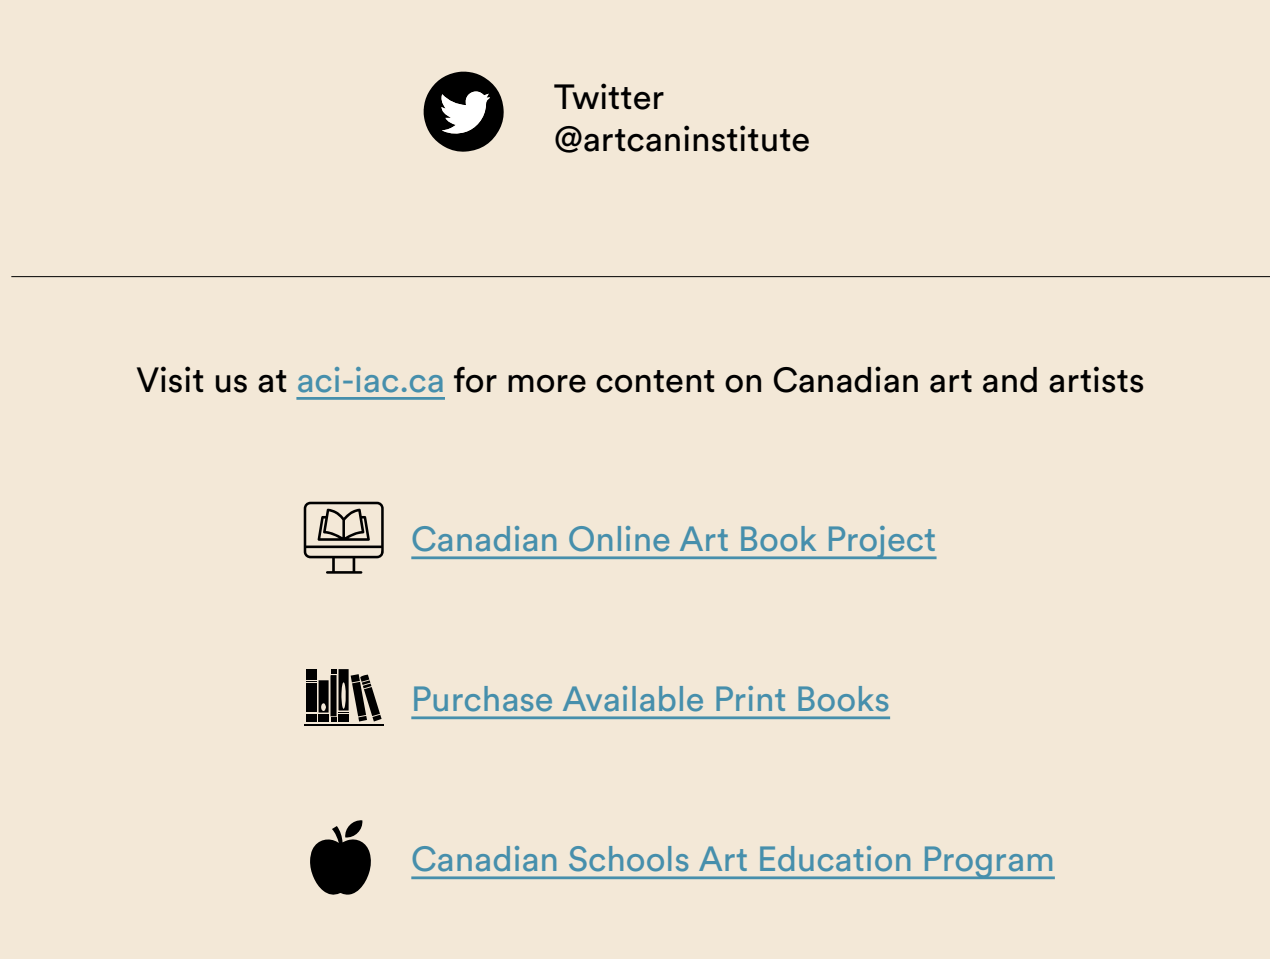 Twitter
@artcaninstitute
Visit us at aci-iac.ca for more content on Canadian art and artists
Canadian Online Art Book Project
Purchase Available Print Books
Canadian Schools Art Education Program